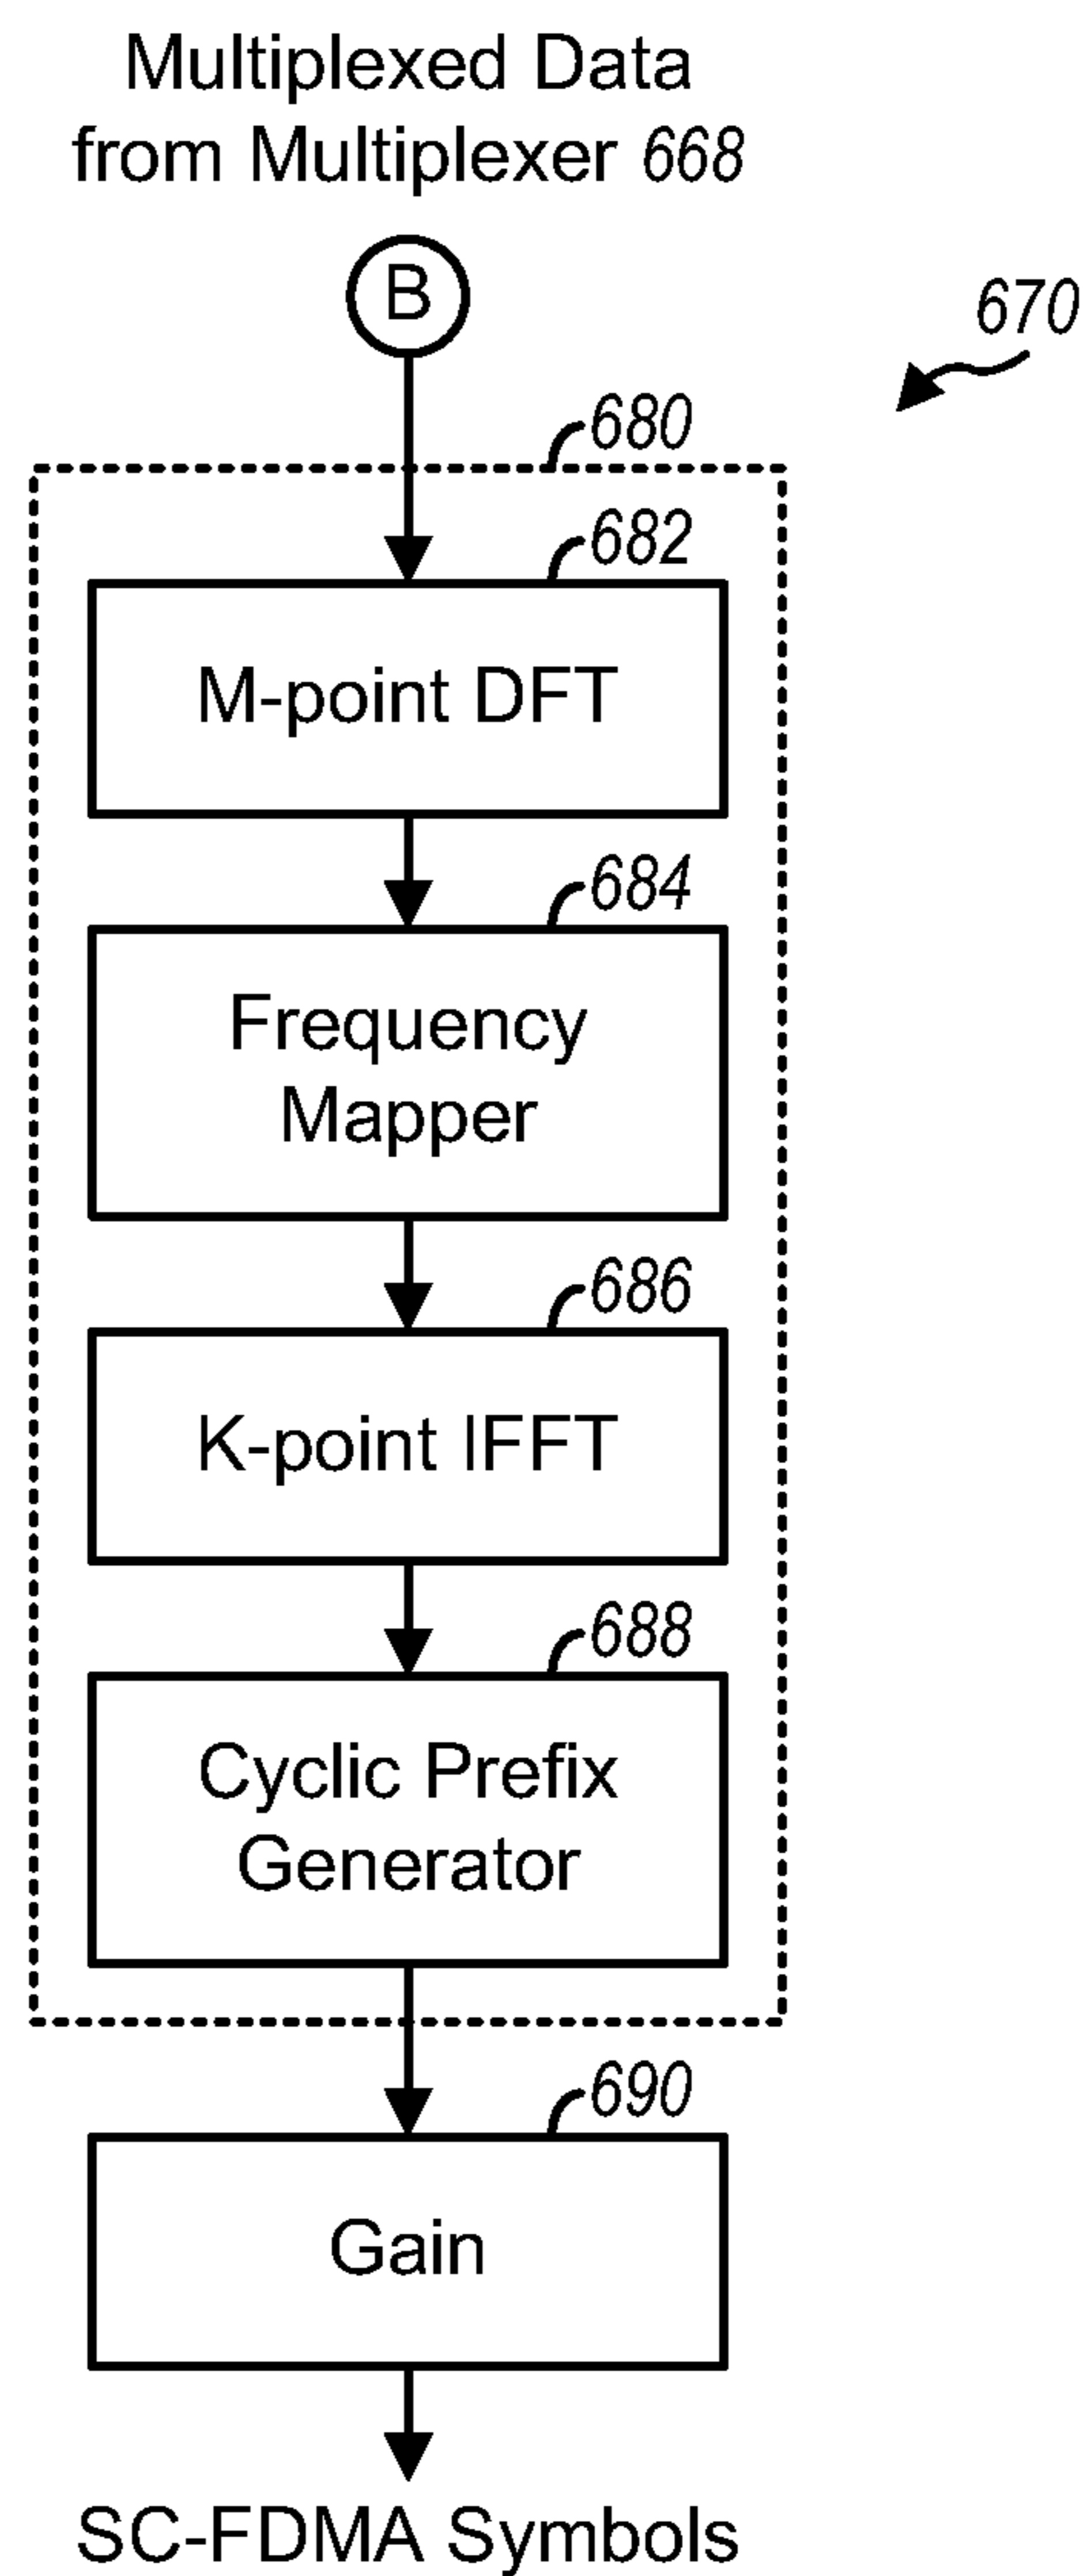 Multiplexed Data
from Multiplexer 668
B
670
680
682
M-point DFT
684
Frequency
Mapper
686
K-point IFFT
688
Cyclic Prefix
Generator
690
Gain
SC-FDMA Symbols